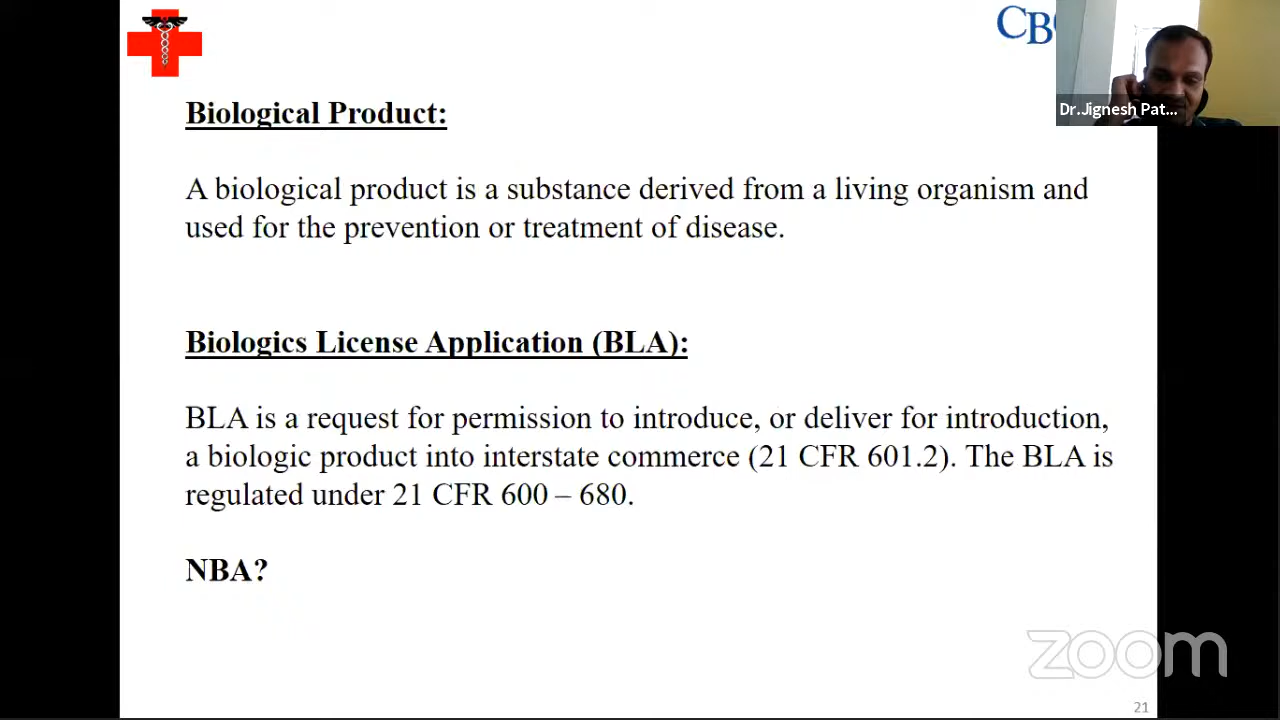 CB
Dr.Jignesh Pat...
Biological Product:
A biological product is a substance derived from a living organism and
used for the prevention or treatment of disease.
Biologics License Application (BLA):
BLA is a request for permission to introduce, or deliver for introduction,
a biologic product into interstate commerce (21 CFR 601.2). The BLA is
regulated under 21 CFR 600 – 680.
NBA?
zoom
21